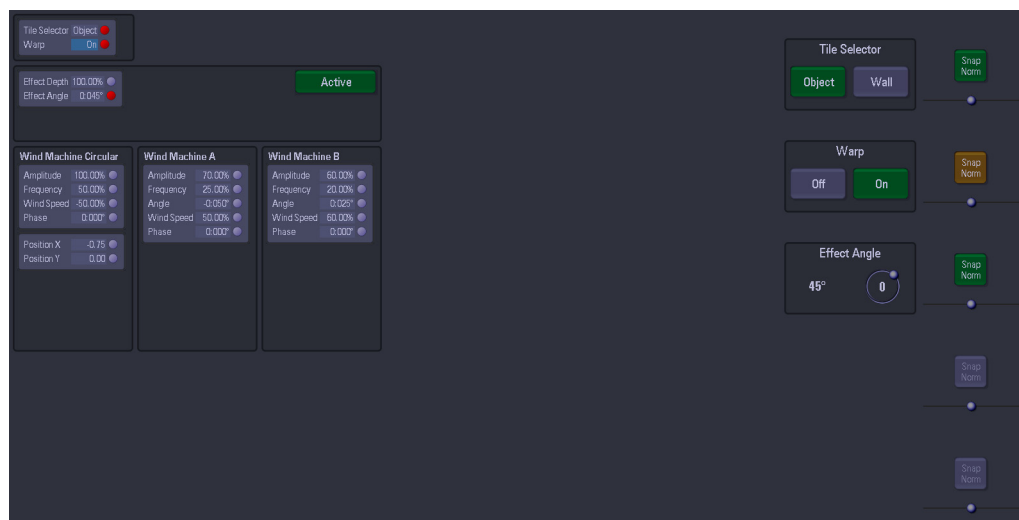 Tile Selector Object
Warp On
Effect Depth 100.00%
Effect Angle 0:045°
Active
Wind Machine Circular
Amplitude 100.00%
Frequency 50.00%
Wind Speed -50.00%
Phase 0:000°
Position X -0.75
Position Y 0.00
Wind Machine A
Amplitude 70.00%
Frequency 25.00%
Angle -0:050°
Wind Speed 50.00%
Phase 0:000°
Wind Machine B
Amplitude 60.00%
Frequency 20.00%
Angle 0:025°
Wind Speed 60.00%
Phase 0:000°
Tile Selector
Object Wall
Snap
Norm
Warp
Off On
Snap
Norm
Effect Angle
45° 0
Snap
Norm
Snap
Norm
Snap
Norm